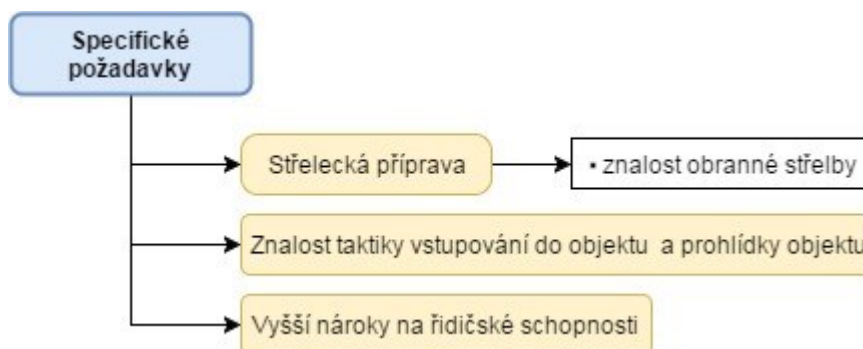 Specifické
požadavky
Střelecká příprava
▪ znalost obranné střelby
Znalost taktiky vstupování do objektu a prohlídky objektu
Vyšší nároky na řidičské schopnosti